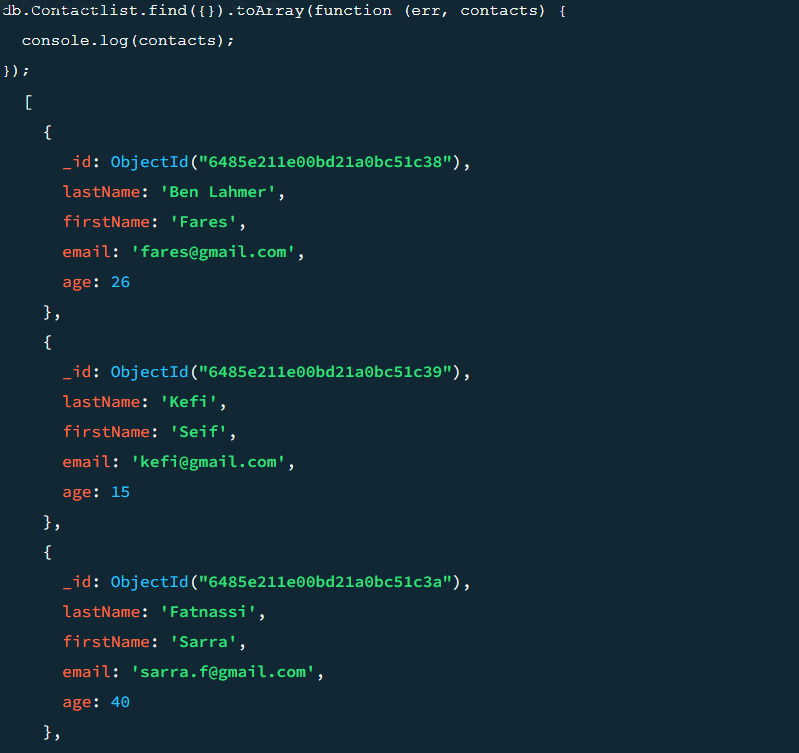 db.Contactlist.find({}).toArray(function (err, contacts) {
  console.log(contacts);
});
  [
    {
      _id: ObjectId("6485e211e00bd21a0bc51c38"),
      lastName: 'Ben Lahmer',
      firstName: 'Fares',
      email: 'fares@gmail.com',
      age: 26
    },
    {
      _id: ObjectId("6485e211e00bd21a0bc51c39"),
      lastName: 'Kefi',
      firstName: 'Seif',
      email: 'kefi@gmail.com',
      age: 15
    },
    {
      _id: ObjectId("6485e211e00bd21a0bc51c3a"),
      lastName: 'Fatnassi',
      firstName: 'Sarra',
      email: 'sarra.f@gmail.com',
      age: 40
    },